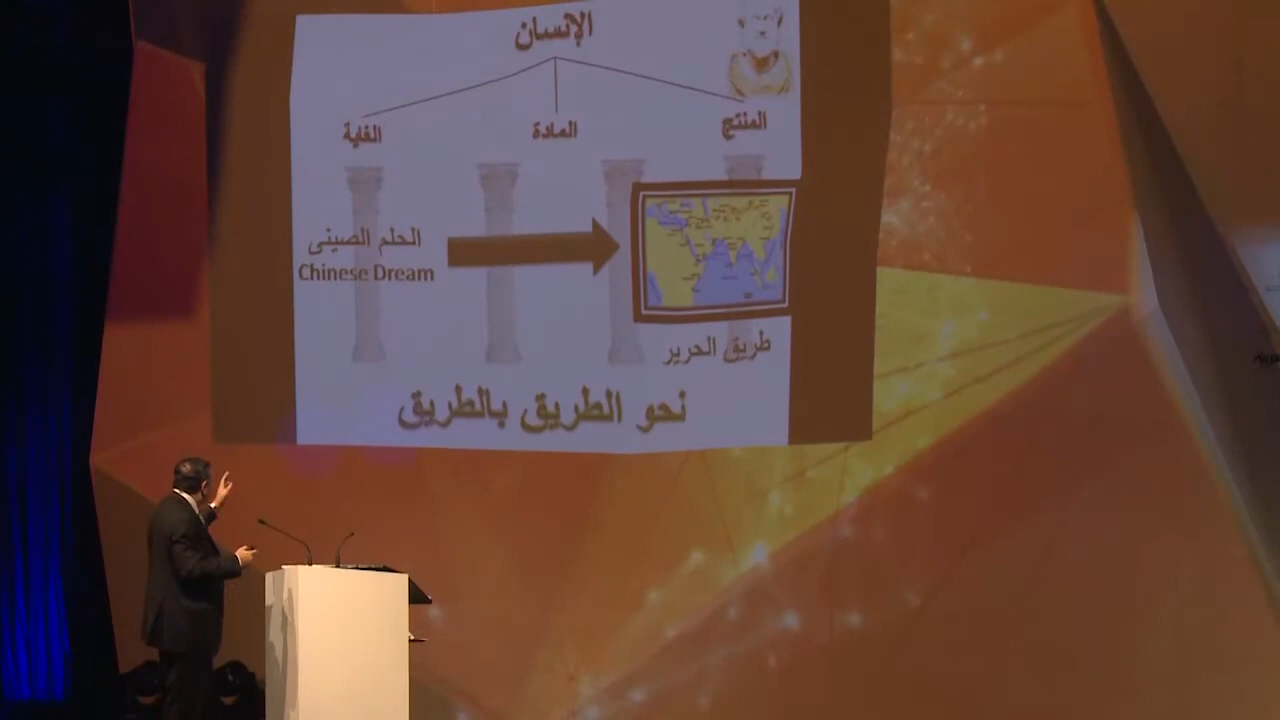 الإنسان
المنتج
المادة
الغاية
الحلم الصينى
Chinese Dream
طريق الحرير
نحو الطريق بالطريق